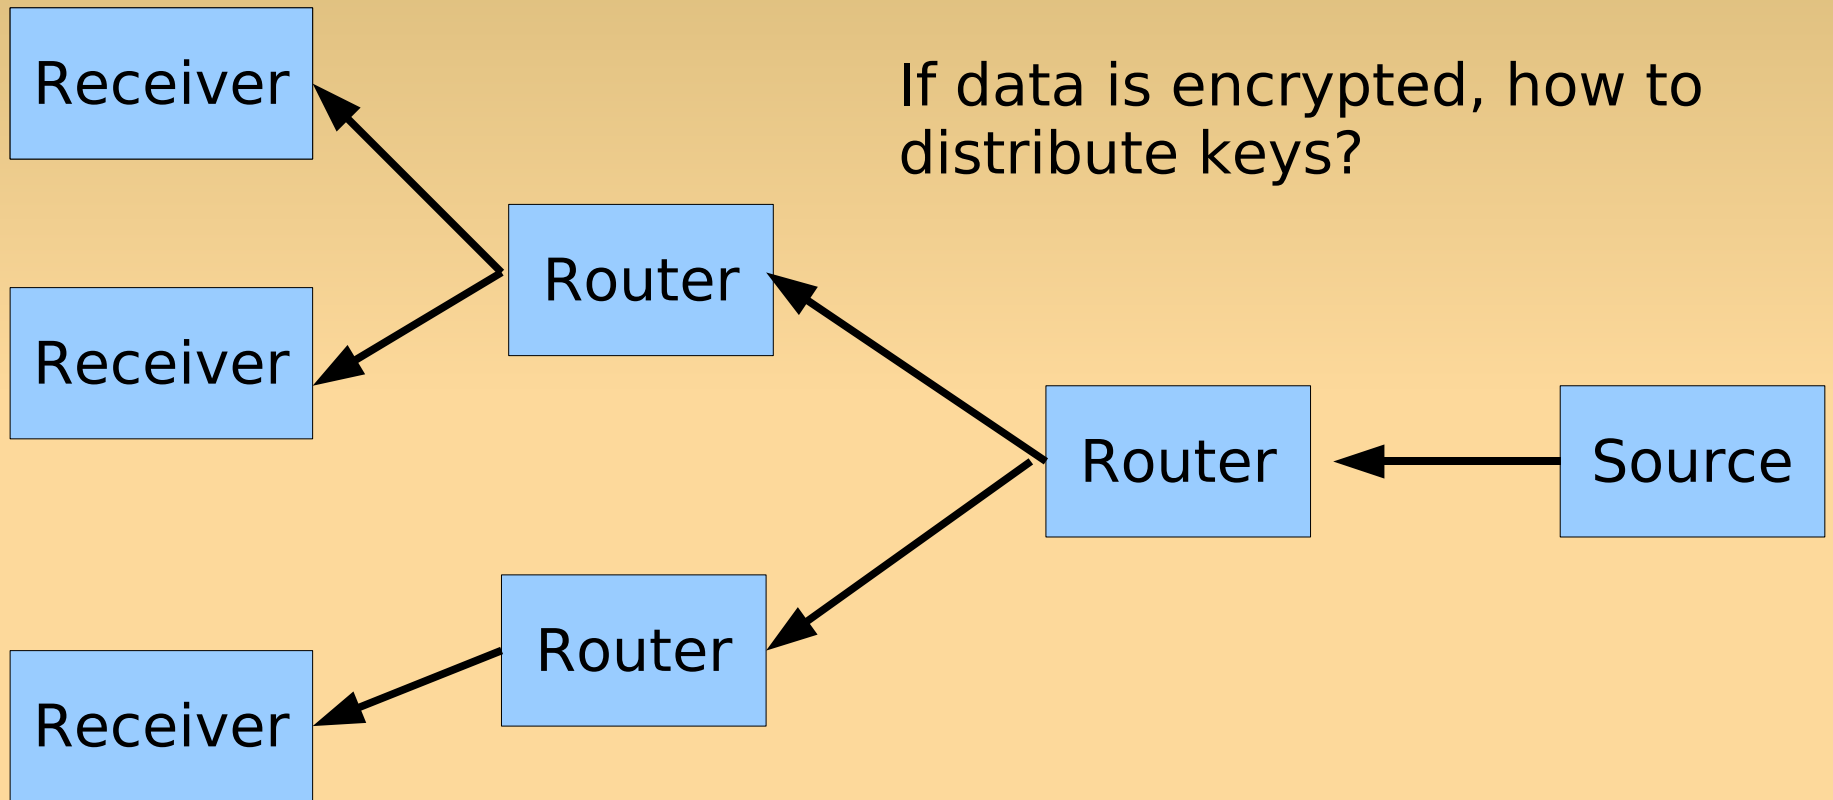 Receiver
If data is encrypted, how to
distribute keys?
Router
Receiver
Router
Source
Router
Receiver